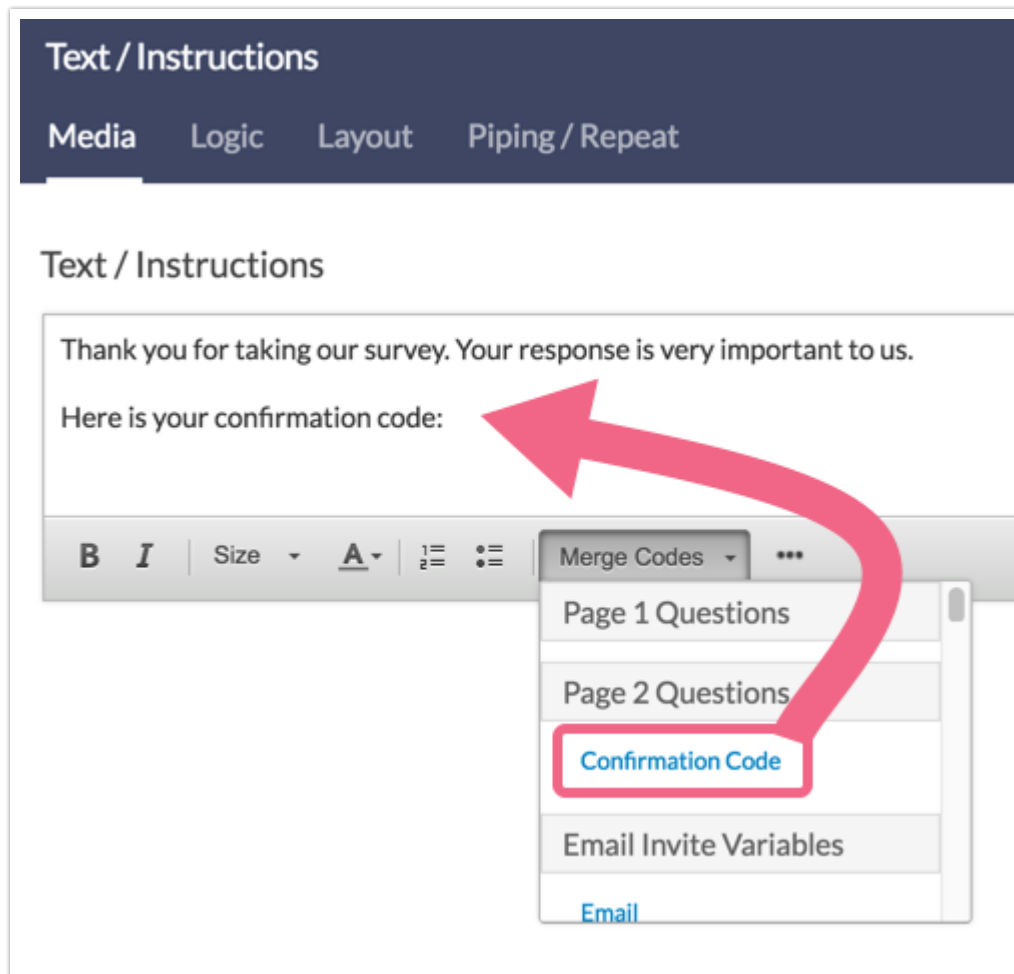 Text / Instructions
Media Logic Layout Piping / Repeat
Text / Instructions
Thank you for taking our survey. Your response is very important to us.
Here is your confirmation code:
B I Size A Merge Codes •••
Page 1 Questions
Page 2 Questions
Confirmation Code
Email Invite Variables
Email